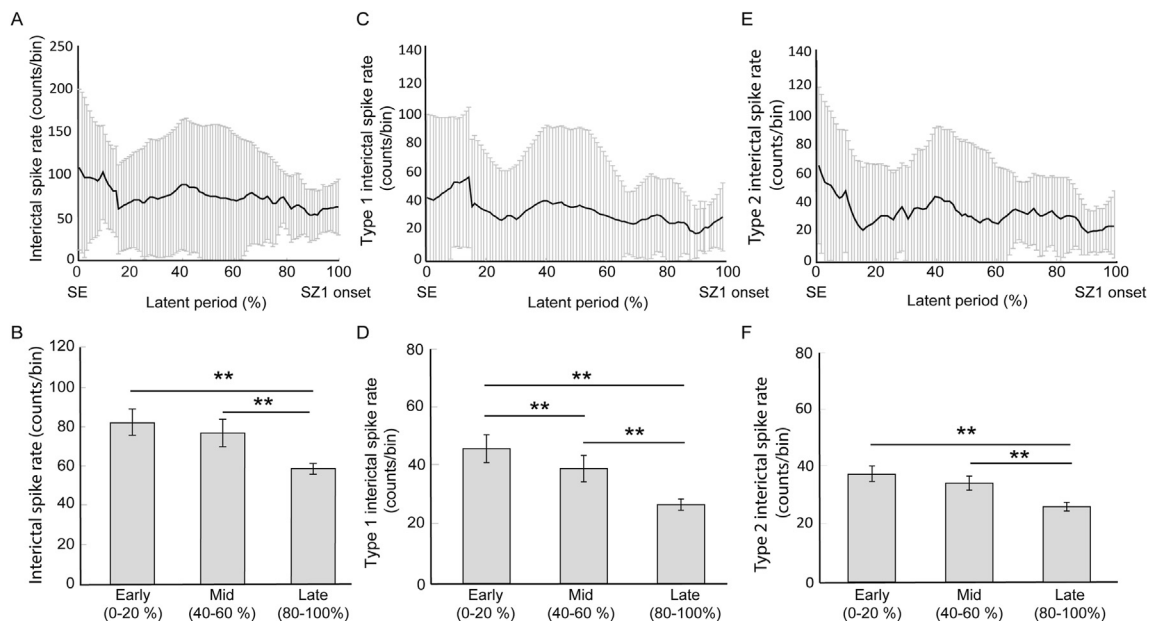 A
Interictal spike rate (counts/bin)
250
200
150
100
50
0
0 20 40 60 80 100
SE Latent period (%) SZ1 onset
C
Type 1 interictal spike rate
(counts/bin)
140
120
100
80
60
40
20
0
0 20 40 60 80 100
SE Latent period (%) SZ1 onset
E
Type 2 interictal spike rate
(counts/bin)
140
120
100
80
60
40
20
0
0 20 40 60 80 100
SE Latent period (%) SZ1 onset
B
Interictal spike rate (counts/bin)
120
100
80
60
40
20
0
**
**
Early Mid Late
(0-20 %) (40-60 %) (80-100%)
D
Type 1 interictal spike rate
(counts/bin)
80
60
40
20
0
**
**
**
Early Mid Late
(0-20 %) (40-60 %) (80-100%)
F
Type 2 interictal spike rate
(counts/bin)
80
60
40
20
0
**
**
Early Mid Late
(0-20 %) (40-60 %) (80-100%)